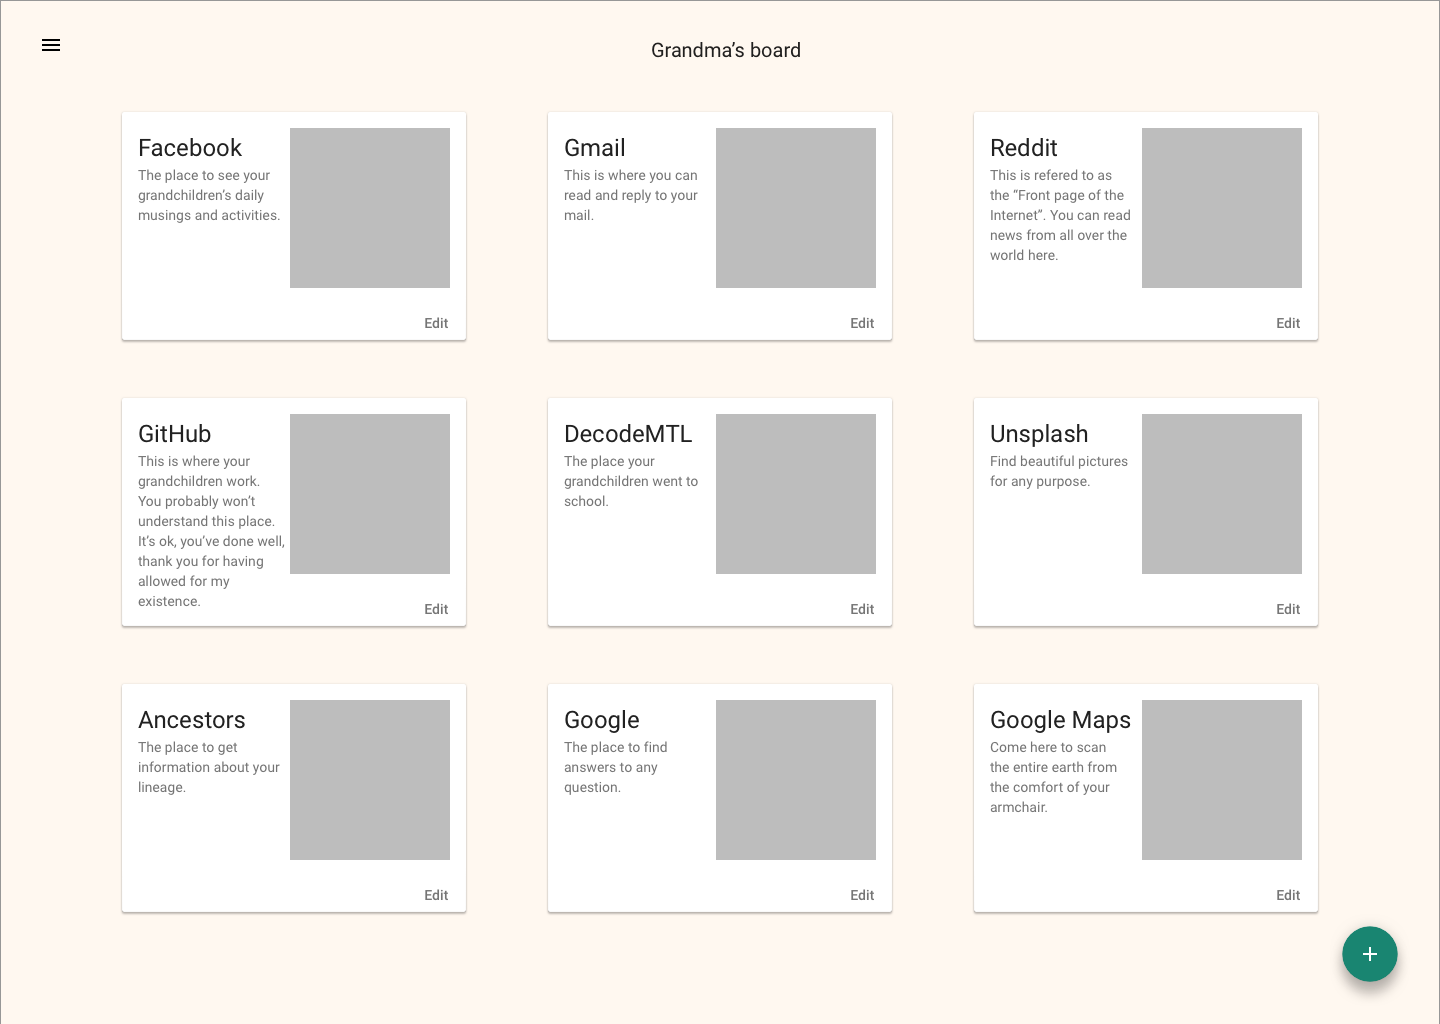 Grandma’s board
Facebook
The place to see your
grandchildren’s daily
musings and activities.
Edit
Gmail
This is where you can
read and reply to your
mail.
Edit
Reddit
This is refered to as
the “Front page of the
Internet”. You can read
news from all over the
world here.
Edit
GitHub
This is where your
grandchildren work.
You probably won’t
understand this place.
It’s ok, you’ve done well,
thank you for having
allowed for my
existence.
Edit
DecodeMTL
The place your
grandchildren went to
school.
Edit
Unsplash
Find beautiful pictures
for any purpose.
Edit
Ancestors
The place to get
information about your
lineage.
Edit
Google
The place to find
answers to any
question.
Edit
Google Maps
Come here to scan
the entire earth from
the comfort of your
armchair.
Edit